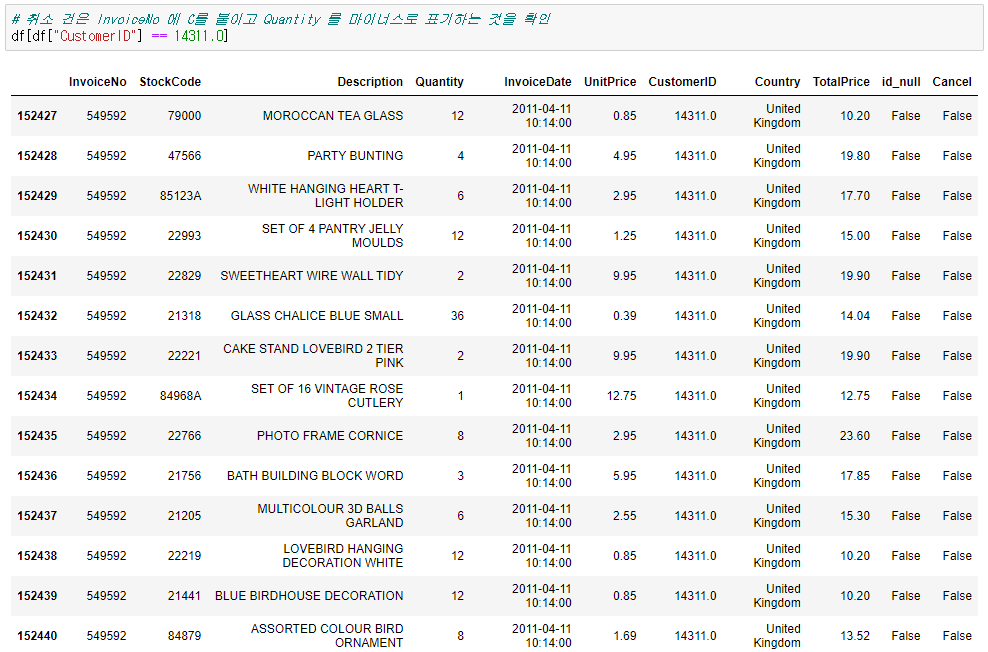 # 취소 건은 InvoiceNo 에 C를 붙이고 Quantity 를 마이너스로 표기하는 것을 확인
df[df["CustomerID"] == 14311.0]
InvoiceNo StockCode Description Quantity InvoiceDate UnitPrice CustomerID Country TotalPrice id_null Cancel
152427 549592 79000 MOROCCAN TEA GLASS 12 2011-04-11 10:14:00 0.85 14311.0 United Kingdom 10.20 False False
152428 549592 47566 PARTY BUNTING 4 2011-04-11 10:14:00 4.95 14311.0 United Kingdom 19.80 False False
152429 549592 85123A WHITE HANGING HEART T-LIGHT HOLDER 6 2011-04-11 10:14:00 2.95 14311.0 United Kingdom 17.70 False False
152430 549592 22993 SET OF 4 PANTRY JELLY MOULDS 12 2011-04-11 10:14:00 1.25 14311.0 United Kingdom 15.00 False False
152431 549592 22829 SWEETHEART WIRE WALL TIDY 2 2011-04-11 10:14:00 9.95 14311.0 United Kingdom 19.90 False False
152432 549592 21318 GLASS CHALICE BLUE SMALL 36 2011-04-11 10:14:00 0.39 14311.0 United Kingdom 14.04 False False
152433 549592 22221 CAKE STAND LOVEBIRD 2 TIER PINK 2 2011-04-11 10:14:00 9.95 14311.0 United Kingdom 19.90 False False
152434 549592 84968A SET OF 16 VINTAGE ROSE CUTLERY 1 2011-04-11 10:14:00 12.75 14311.0 United Kingdom 12.75 False False
152435 549592 22766 PHOTO FRAME CORNICE 8 2011-04-11 10:14:00 2.95 14311.0 United Kingdom 23.60 False False
152436 549592 21756 BATH BUILDING BLOCK WORD 3 2011-04-11 10:14:00 5.95 14311.0 United Kingdom 17.85 False False
152437 549592 21205 MULTICOLOUR 3D BALLS GARLAND 6 2011-04-11 10:14:00 2.55 14311.0 United Kingdom 15.30 False False
152438 549592 22219 LOVEBIRD HANGING DECORATION WHITE 12 2011-04-11 10:14:00 0.85 14311.0 United Kingdom 10.20 False False
152439 549592 21441 BLUE BIRDHOUSE DECORATION 12 2011-04-11 10:14:00 0.85 14311.0 United Kingdom 10.20 False False
152440 549592 84879 ASSORTED COLOUR BIRD ORNAMENT 8 2011-04-11 10:14:00 1.69 14311.0 United Kingdom 13.52 False False